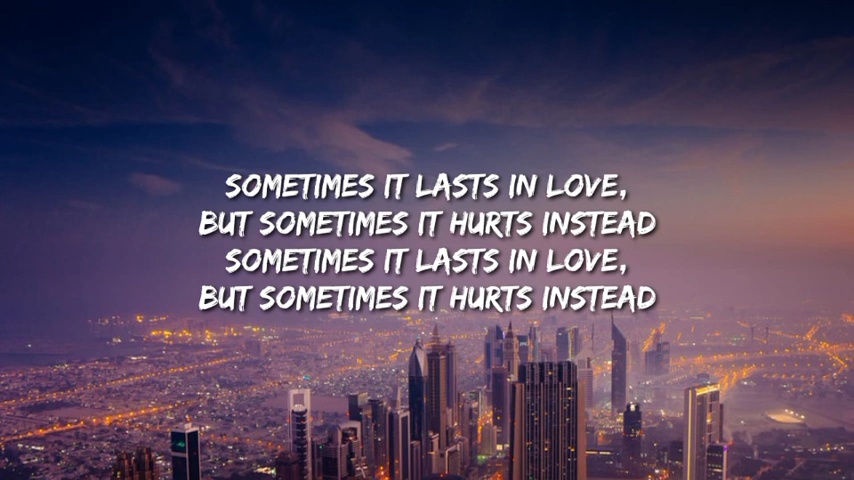 SOMETIMES IT LASTS IN LOVE,
BUT SOMETIMES IT HURTS INSTEAD
SOMETIMES IT LASTS IN LOVE,
BUT SOMETIMES IT HURTS INSTEAD